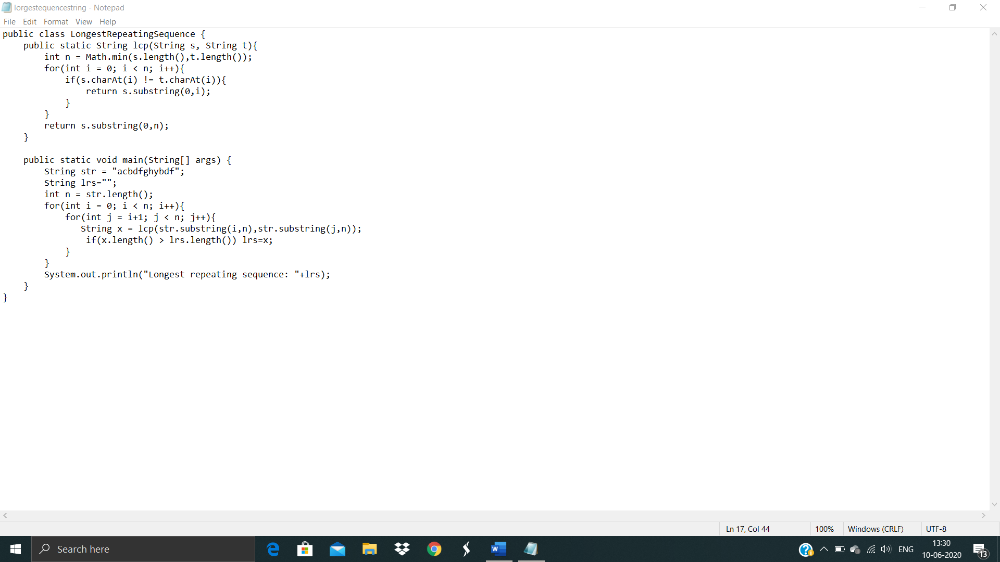 lorgestequencestring - Notepad
File Edit Format View Help
public class LongestRepeatingSequence {
    public static String lcp(String s, String t){
        int n = Math.min(s.length(),t.length());
        for(int i = 0; i < n; i++){
            if(s.charAt(i) != t.charAt(i)){
                return s.substring(0,i);
            }
        }
        return s.substring(0,n);
    }

    public static void main(String[] args) {
        String str = "acbdfghybdf";
        String lrs="";
        int n = str.length();
        for(int i = 0; i < n; i++){
            for(int j = i+1; j < n; j++){
               String x = lcp(str.substring(i,n),str.substring(j,n));
                if(x.length() > lrs.length()) lrs=x;
            }
        }
        System.out.println("Longest repeating sequence: "+lrs);
    }
}
Ln 17, Col 44 100% Windows (CRLF) UTF-8
Search here
W
ENG
13:30
10-06-2020
13